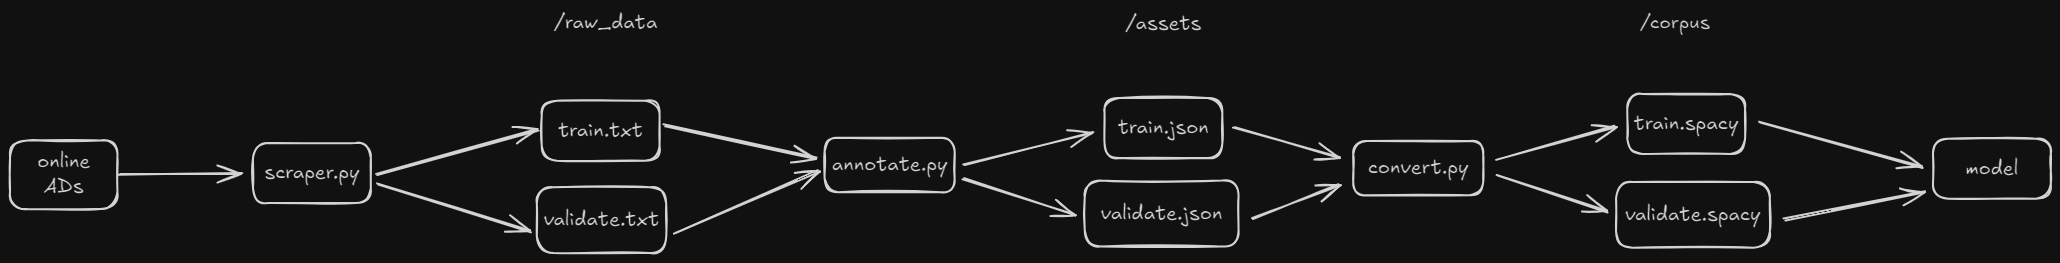 /raw_data
/assets
/corpus
online
ADs
scraper.py
train.txt
validate.txt
annotate.py
train.json
validate.json
convert.py
train.spacy
validate.spacy
model